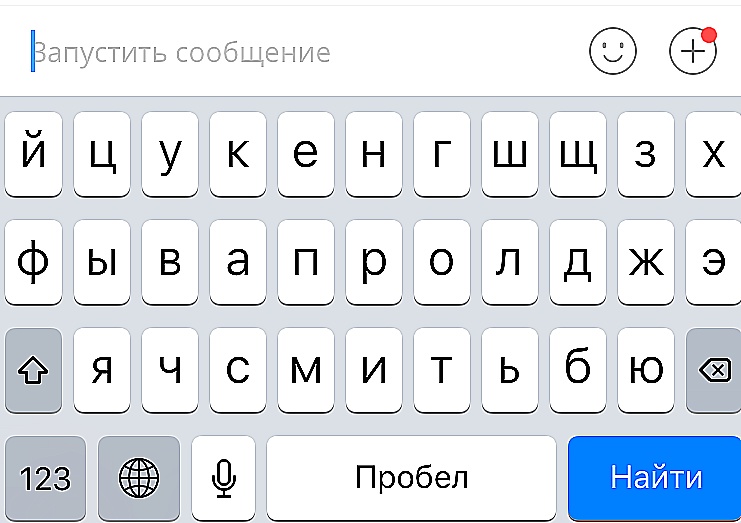 Запустить сообщение
й ц у к е н г ш щ з х
ф ы в а п р о л д ж э
я ч с м и т ь б ю
123 Пробел Найти